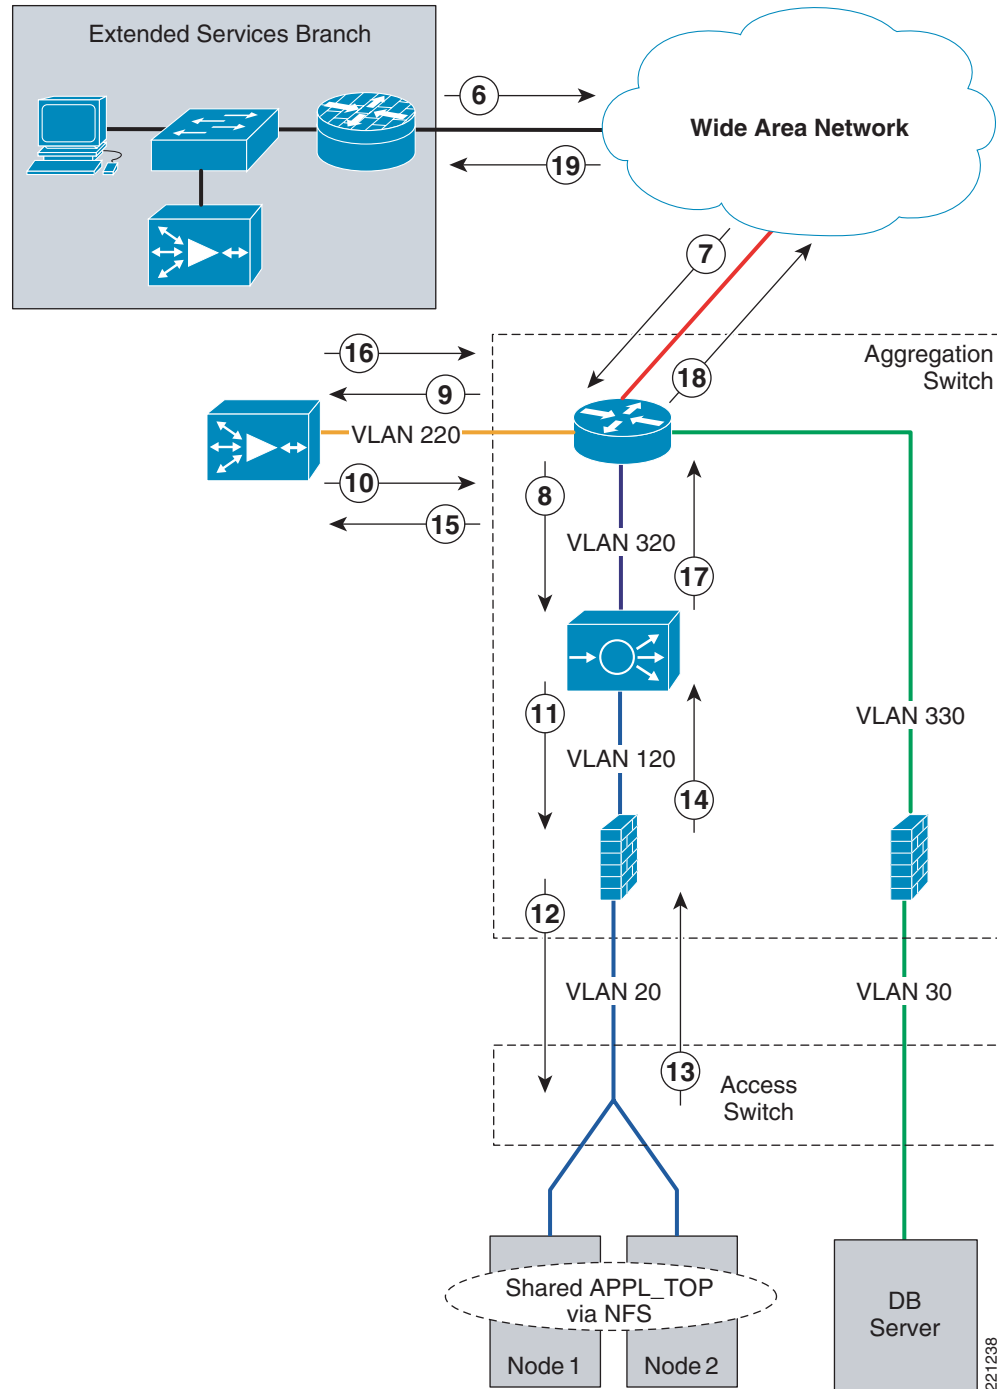 Extended Services Branch
6
Wide Area Network
19
7
16
Aggregation
Switch
18
9
VLAN 220
10
8
15
VLAN 320
17
11
VLAN 330
VLAN 120
14
12
VLAN 20
VLAN 30
13
Access
Switch
Shared APPL_TOP
via NFS
DB
Server
Node 1
Node 2
221238